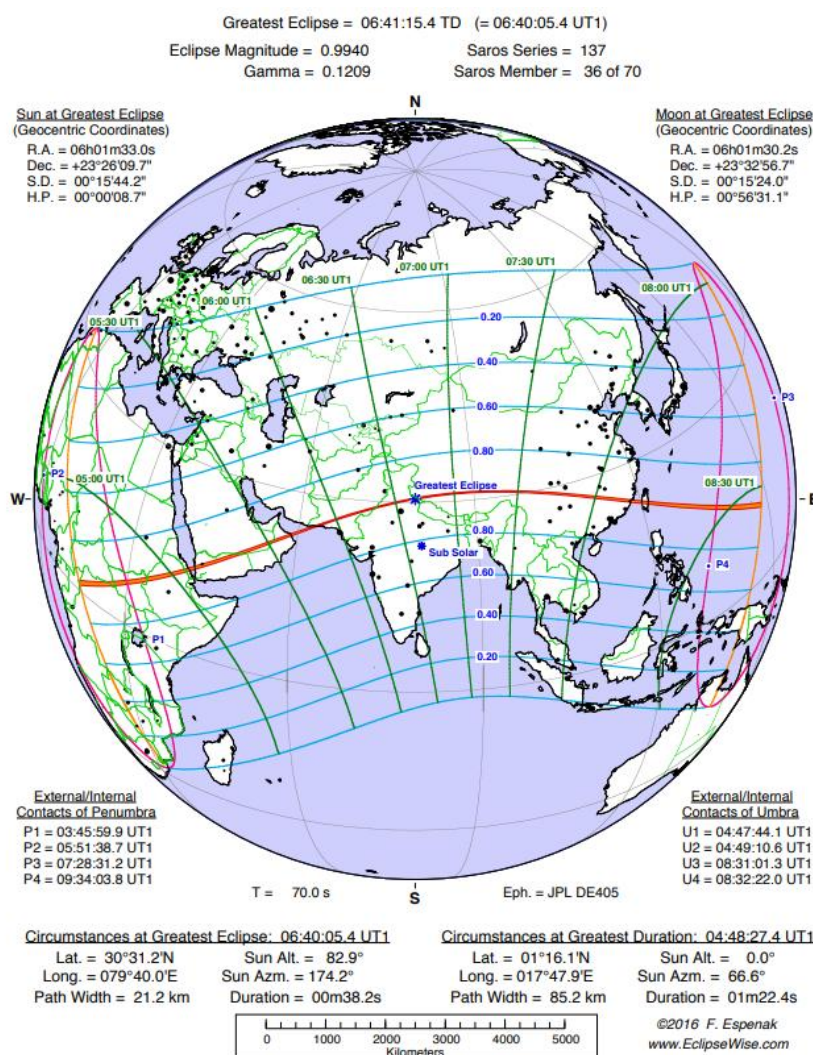 Greatest Eclipse = 06:41:15.4 TD (= 06:40:05.4 UT1)
Eclipse Magnitude = 0.9940 Saros Series = 137
Gamma = 0.1209 Saros Member = 36 of 70
Sun at Greatest Eclipse
(Geocentric Coordinates)
R.A. = 06h01m33.0s
Dec. = +23°26'09.7"
S.D. = 00°15'44.2"
H.P. = 00°00'08.7"
N
Moon at Greatest Eclipse
(Geocentric Coordinates)
R.A. = 06h01m30.2s
Dec. = +23°32'56.7"
S.D. = 00°15'24.0"
H.P. = 00°56'31.1"
05:30 UT1
06:00 UT1
06:30 UT1
07:00 UT1
07:30 UT1
08:00 UT1
0.20
0.40
0.60
0.80
P3
P2
05:00 UT1
08:30 UT1
Greatest Eclipse
W
E
0.80
Sub Solar
0.60
P4
0.40
P1
0.20
External/Internal
Contacts of Penumbra
P1 = 03:45:59.9 UT1
P2 = 05:51:38.7 UT1
P3 = 07:28:31.2 UT1
P4 = 09:34:03.8 UT1
External/Internal
Contacts of Umbra
U1 = 04:47:44.1 UT1
U2 = 04:49:10.6 UT1
U3 = 08:31:01.3 UT1
U4 = 08:32:22.0 UT1
T = 70.0 s
S
Eph. = JPL DE405
Circumstances at Greatest Eclipse: 06:40:05.4 UT1
Lat. = 30°31.2'N Sun Alt. = 82.9°
Long. = 079°40.0'E Sun Azm. = 174.2°
Path Width = 21.2 km Duration = 00m38.2s
Circumstances at Greatest Duration: 04:48:27.4 UT1
Lat. = 01°16.1'N Sun Alt. = 0.0°
Long. = 017°47.9'E Sun Azm. = 66.6°
Path Width = 85.2 km Duration = 01m22.4s
0 1000 2000 3000 4000 5000
Kilometers
©2016 F. Espenak
www.EclipseWise.com